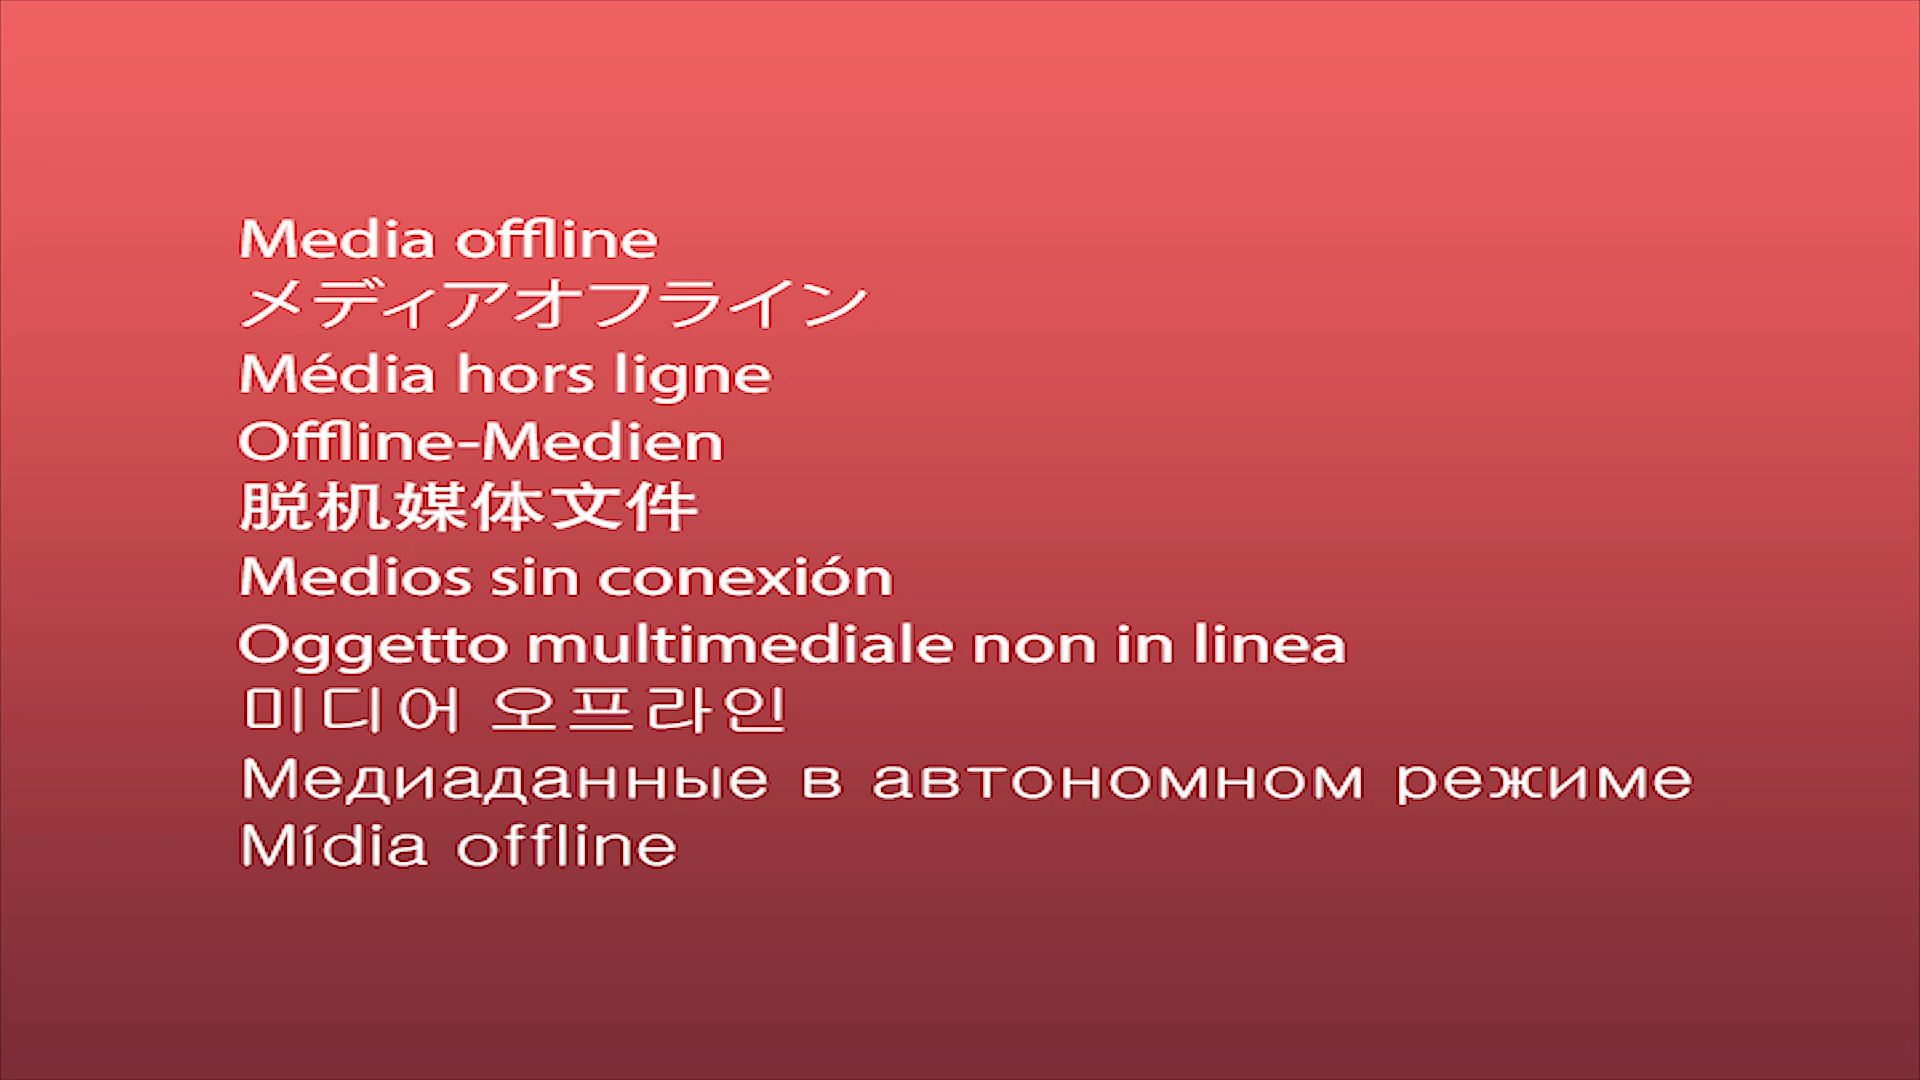 Media offline
メディアオフライン
Média hors ligne
Offline-Medien
脱机媒体文件
Medios sin conexión
Oggetto multimediale non in linea
미디어 오프라인
Медиаданные в автономном режиме
Mídia offline